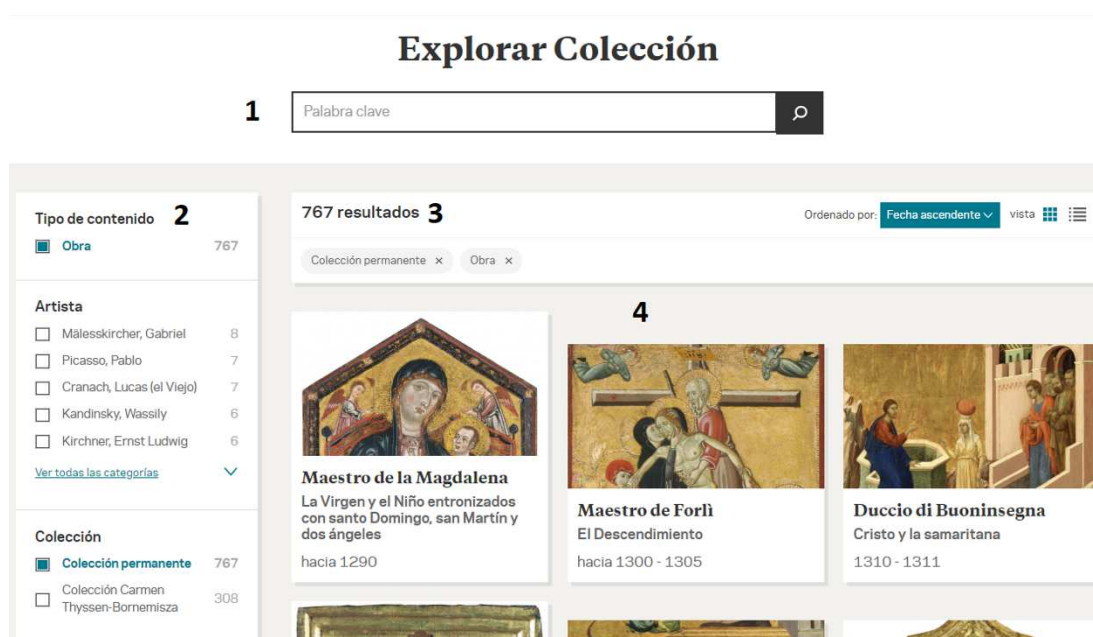 Explorar Colección
1
Palabra clave
Tipo de contenido 2
Obra 767
Artista
Mälesskircher, Gabriel 8
Picasso, Pablo 7
Cranach, Lucas (el Viejo) 7
Kandinsky, Wassily 6
Kirchner, Ernst Ludwig 6
Ver todas las categorías
Colección
Colección permanente 767
Colección Carmen
Thyssen-Bornemisza 308
767 resultados 3
Ordenado por: Fecha ascendente vista
Colección permanente × Obra ×
4
Maestro de la Magdalena
La Virgen y el Niño entronizados
con santo Domingo, san Martín y
dos ángeles
hacia 1290
Maestro de Forlì
El Descendimiento
hacia 1300 - 1305
Duccio di Buoninsegna
Cristo y la samaritana
1310 - 1311